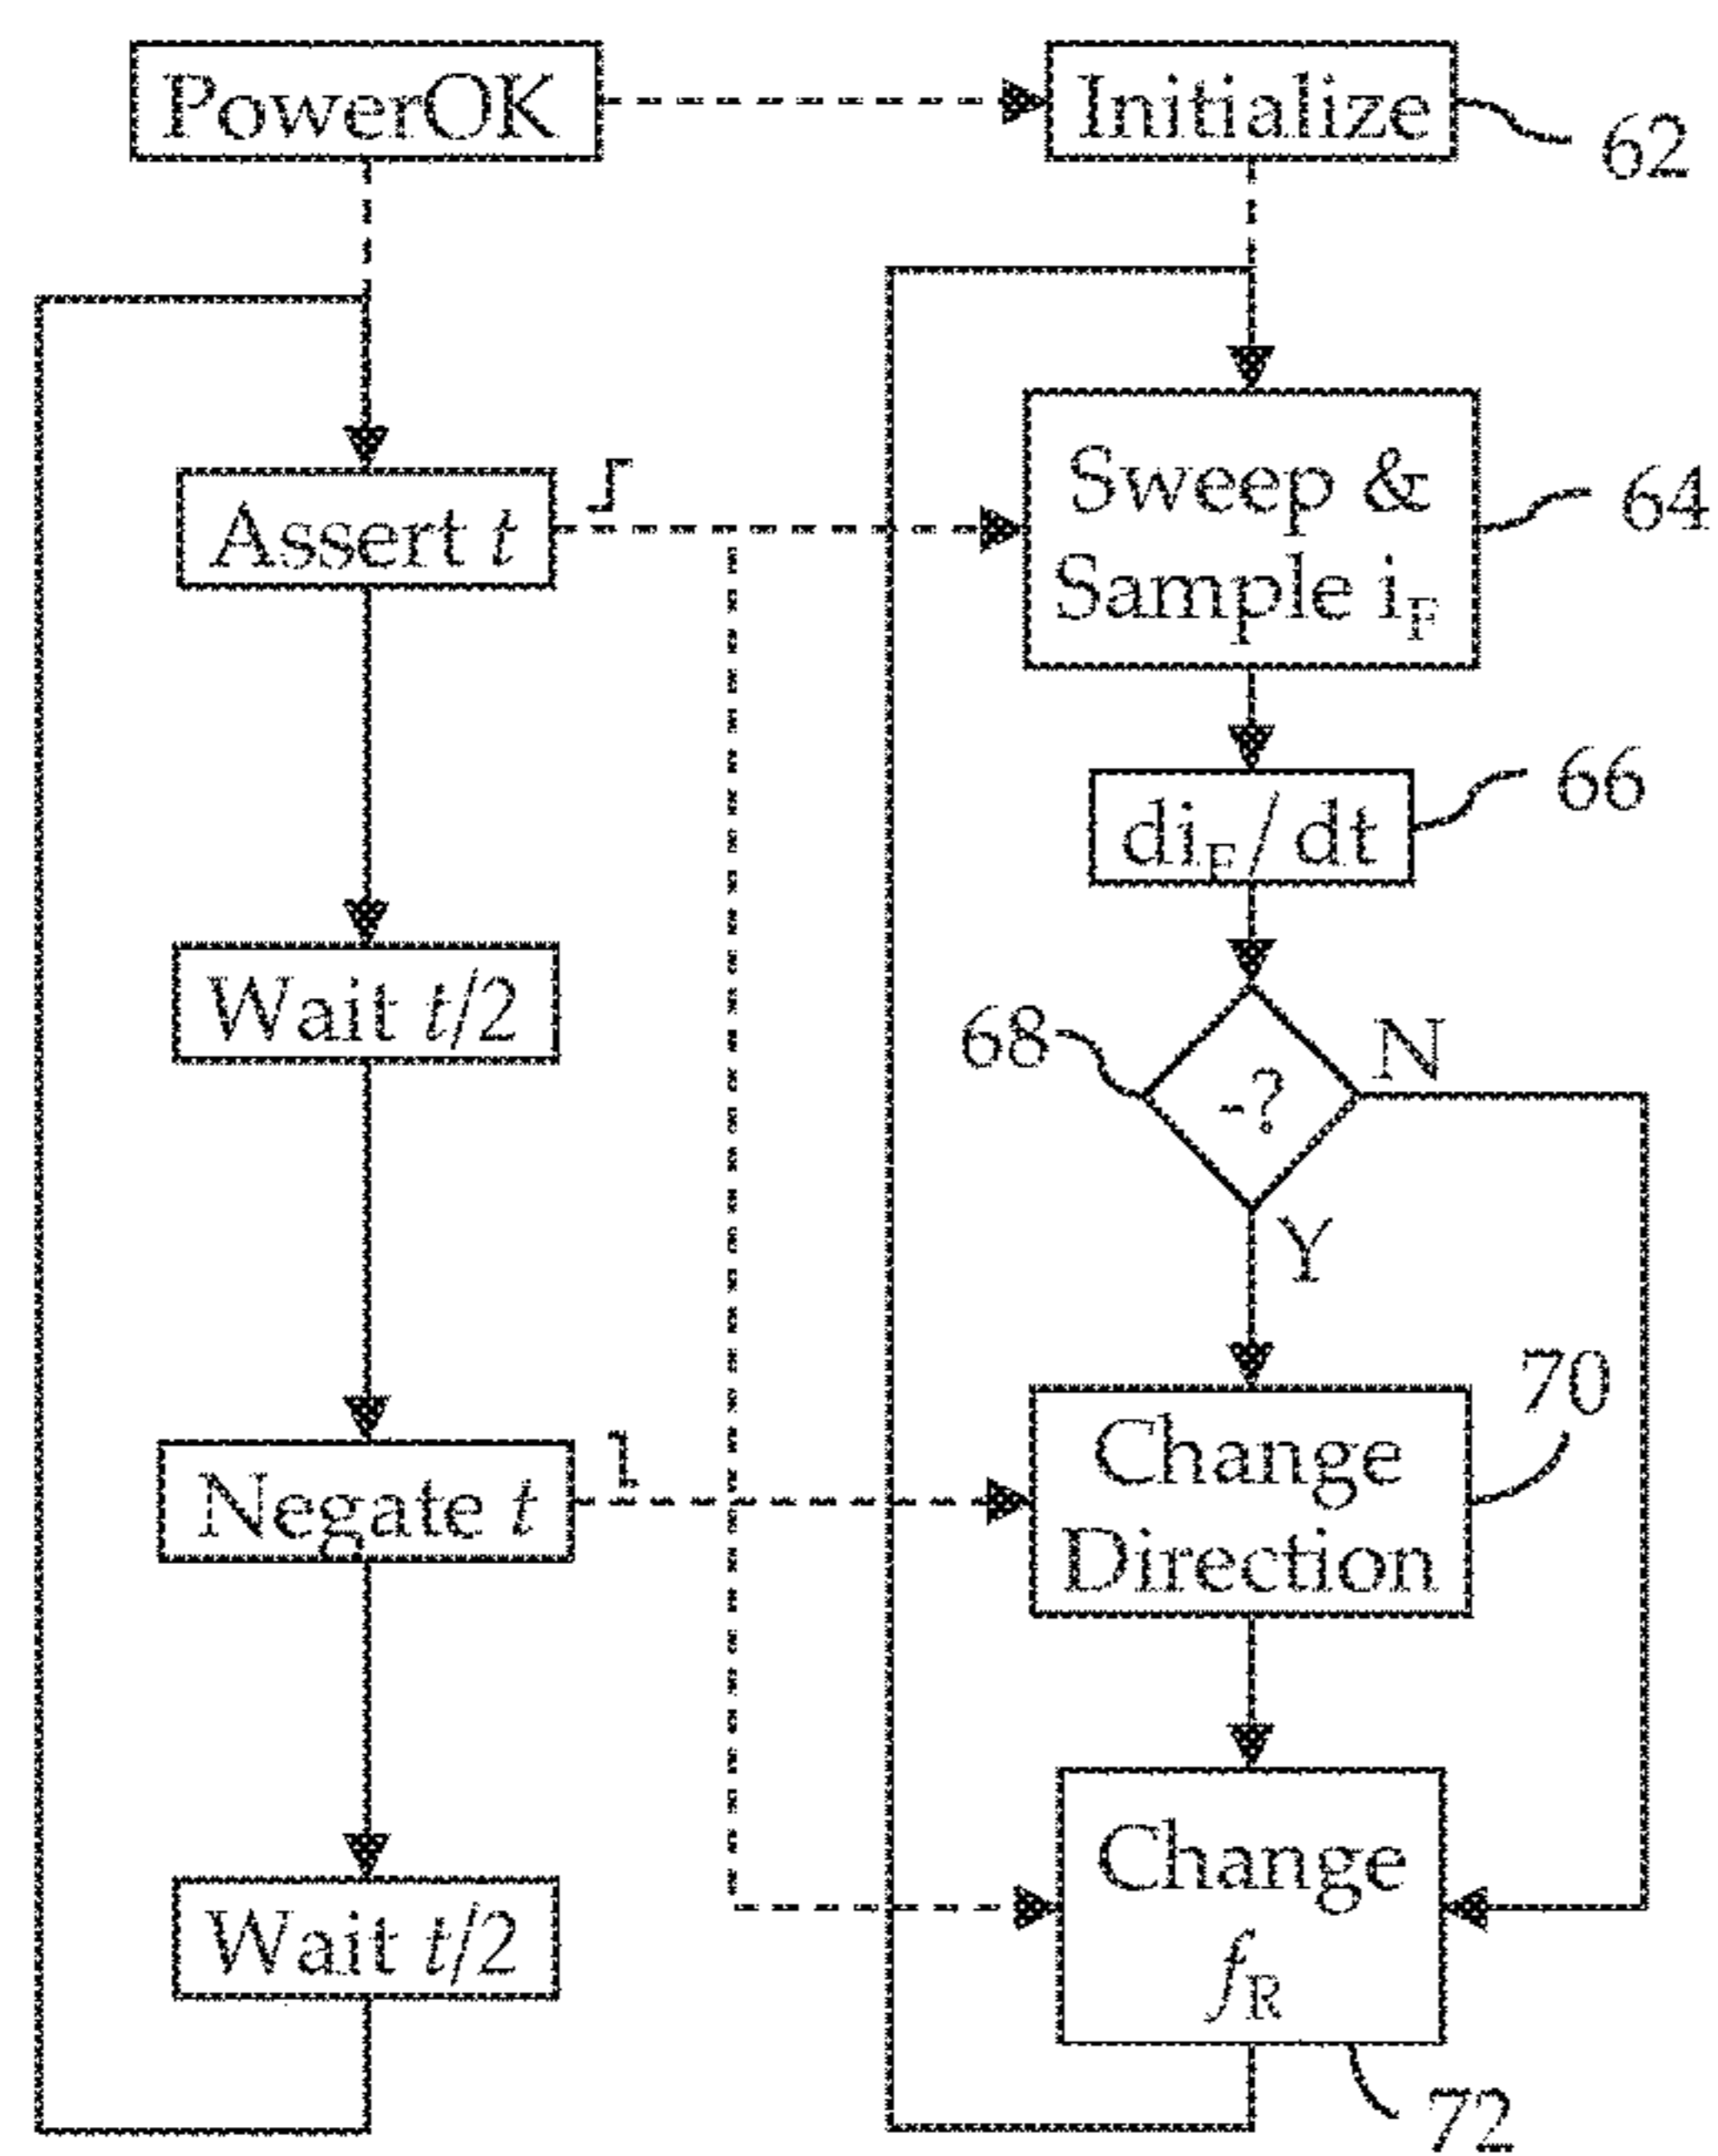 PowerOK
Initialize
62
Assert t
Sweep &
Sample iF
64
diF/dt
66
Wait t/2
68
-?
N
Y
Negate t
Change
Direction
70
Wait t/2
Change
fR
72